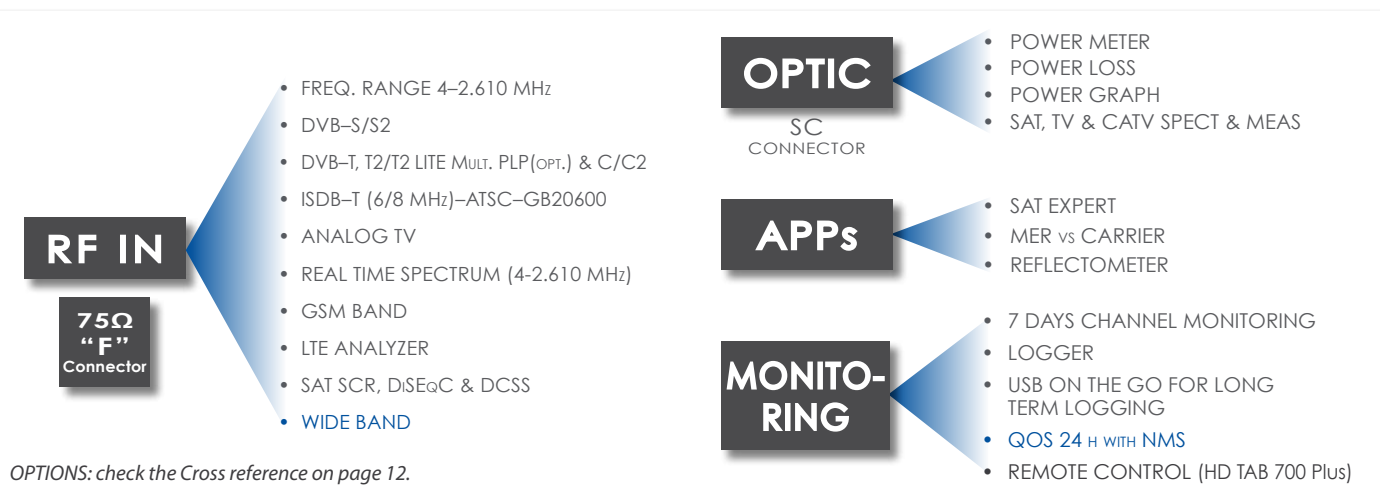 RF IN
75Ω
“F”
Connector
• FREQ. RANGE 4–2.610 MHz
• DVB–S/S2
• DVB–T, T2/T2 LITE Mult. PLP(opt.) & C/C2
• ISDB–T (6/8 MHz)–ATSC–GB20600
• ANALOG TV
• REAL TIME SPECTRUM (4-2.610 MHz)
• GSM BAND
• LTE ANALYZER
• SAT SCR, DiSEqC & DCSS
• WIDE BAND
OPTIONS: check the Cross reference on page 12.
OPTIC
SC
CONNECTOR
• POWER METER
• POWER LOSS
• POWER GRAPH
• SAT, TV & CATV SPECT & MEAS
APPs
• SAT EXPERT
• MER vs CARRIER
• REFLECTOMETER
MONITO-
RING
• 7 DAYS CHANNEL MONITORING
• LOGGER
• USB ON THE GO FOR LONG
TERM LOGGING
• QOS 24 h with NMS
• REMOTE CONTROL (HD TAB 700 Plus)